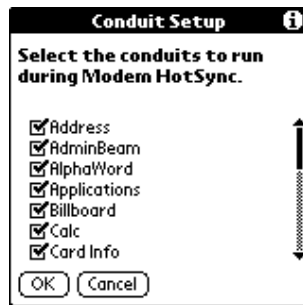 Conduit Setup
Select the conduits to run
during Modem HotSync.
Address
AdminBeam
AlphaWord
Applications
Billboard
Calc
Card Info
OK Cancel